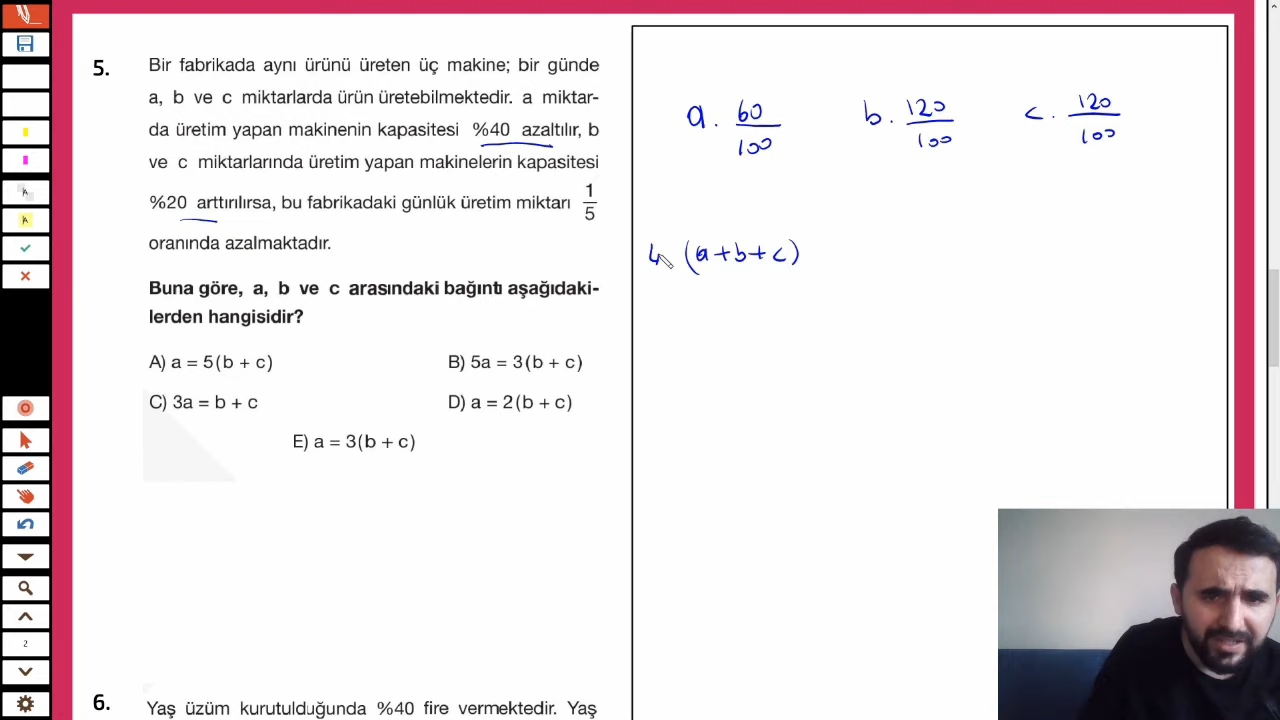 5.
Bir fabrikada aynı ürünü üreten üç makine; bir günde
a, b ve c miktarlarda ürün üretebilmektedir. a miktar-
da üretim yapan makinenin kapasitesi %40 azaltılır, b
ve c miktarlarında üretim yapan makinelerin kapasitesi
%20 arttırılırsa, bu fabrikadaki günlük üretim miktarı 1/5
oranında azalmaktadır.
Buna göre, a, b ve c arasındaki bağıntı aşağıdaki-
lerden hangisidir?
A) a = 5(b + c) B) 5a = 3(b + c)
C) 3a = b + c D) a = 2(b + c)
E) a = 3(b + c)
6.
Yaş üzüm kurutulduğunda %40 fire vermektedir. Yaş
a . 60/100 b . 120/100 c . 120/100
4 (a+b+c)
A
A
2